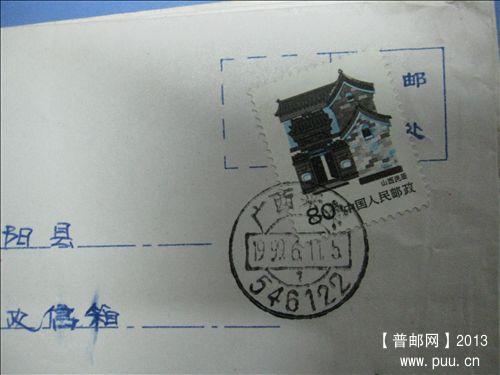 邮
处
山西民居
80 中国人民邮政
广西
1999.6.11.5
1
546122
阳县
政信箱
【普邮网】2013
www.puu.cn